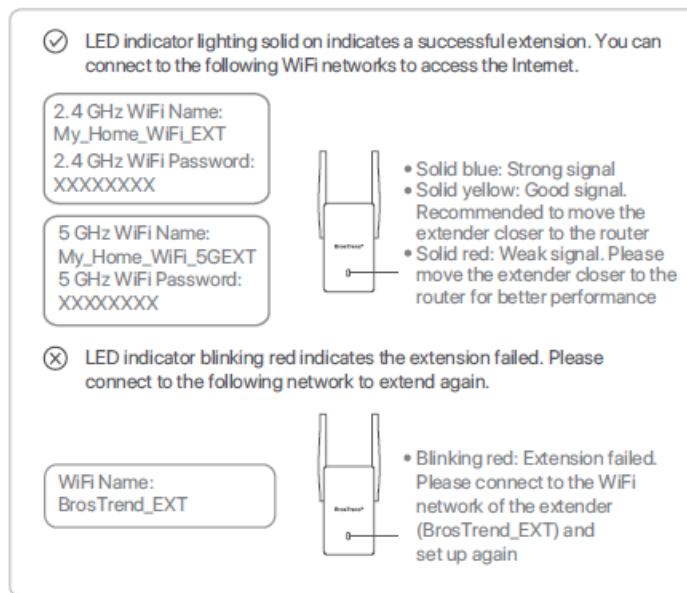 LED indicator lighting solid on indicates a successful extension. You can
connect to the following WiFi networks to access the Internet.
2.4 GHz WiFi Name:
My_Home_WiFi_EXT
2.4 GHz WiFi Password:
XXXXXXXX
5 GHz WiFi Name:
My_Home_WiFi_5GEXT
5 GHz WiFi Password:
XXXXXXXX
BrosTrend®
• Solid blue: Strong signal
• Solid yellow: Good signal.
Recommended to move the
extender closer to the router
• Solid red: Weak signal. Please
move the extender closer to the
router for better performance
LED indicator blinking red indicates the extension failed. Please
connect to the following network to extend again.
WiFi Name:
BrosTrend_EXT
BrosTrend®
• Blinking red: Extension failed.
Please connect to the WiFi
network of the extender
(BrosTrend_EXT) and
set up again